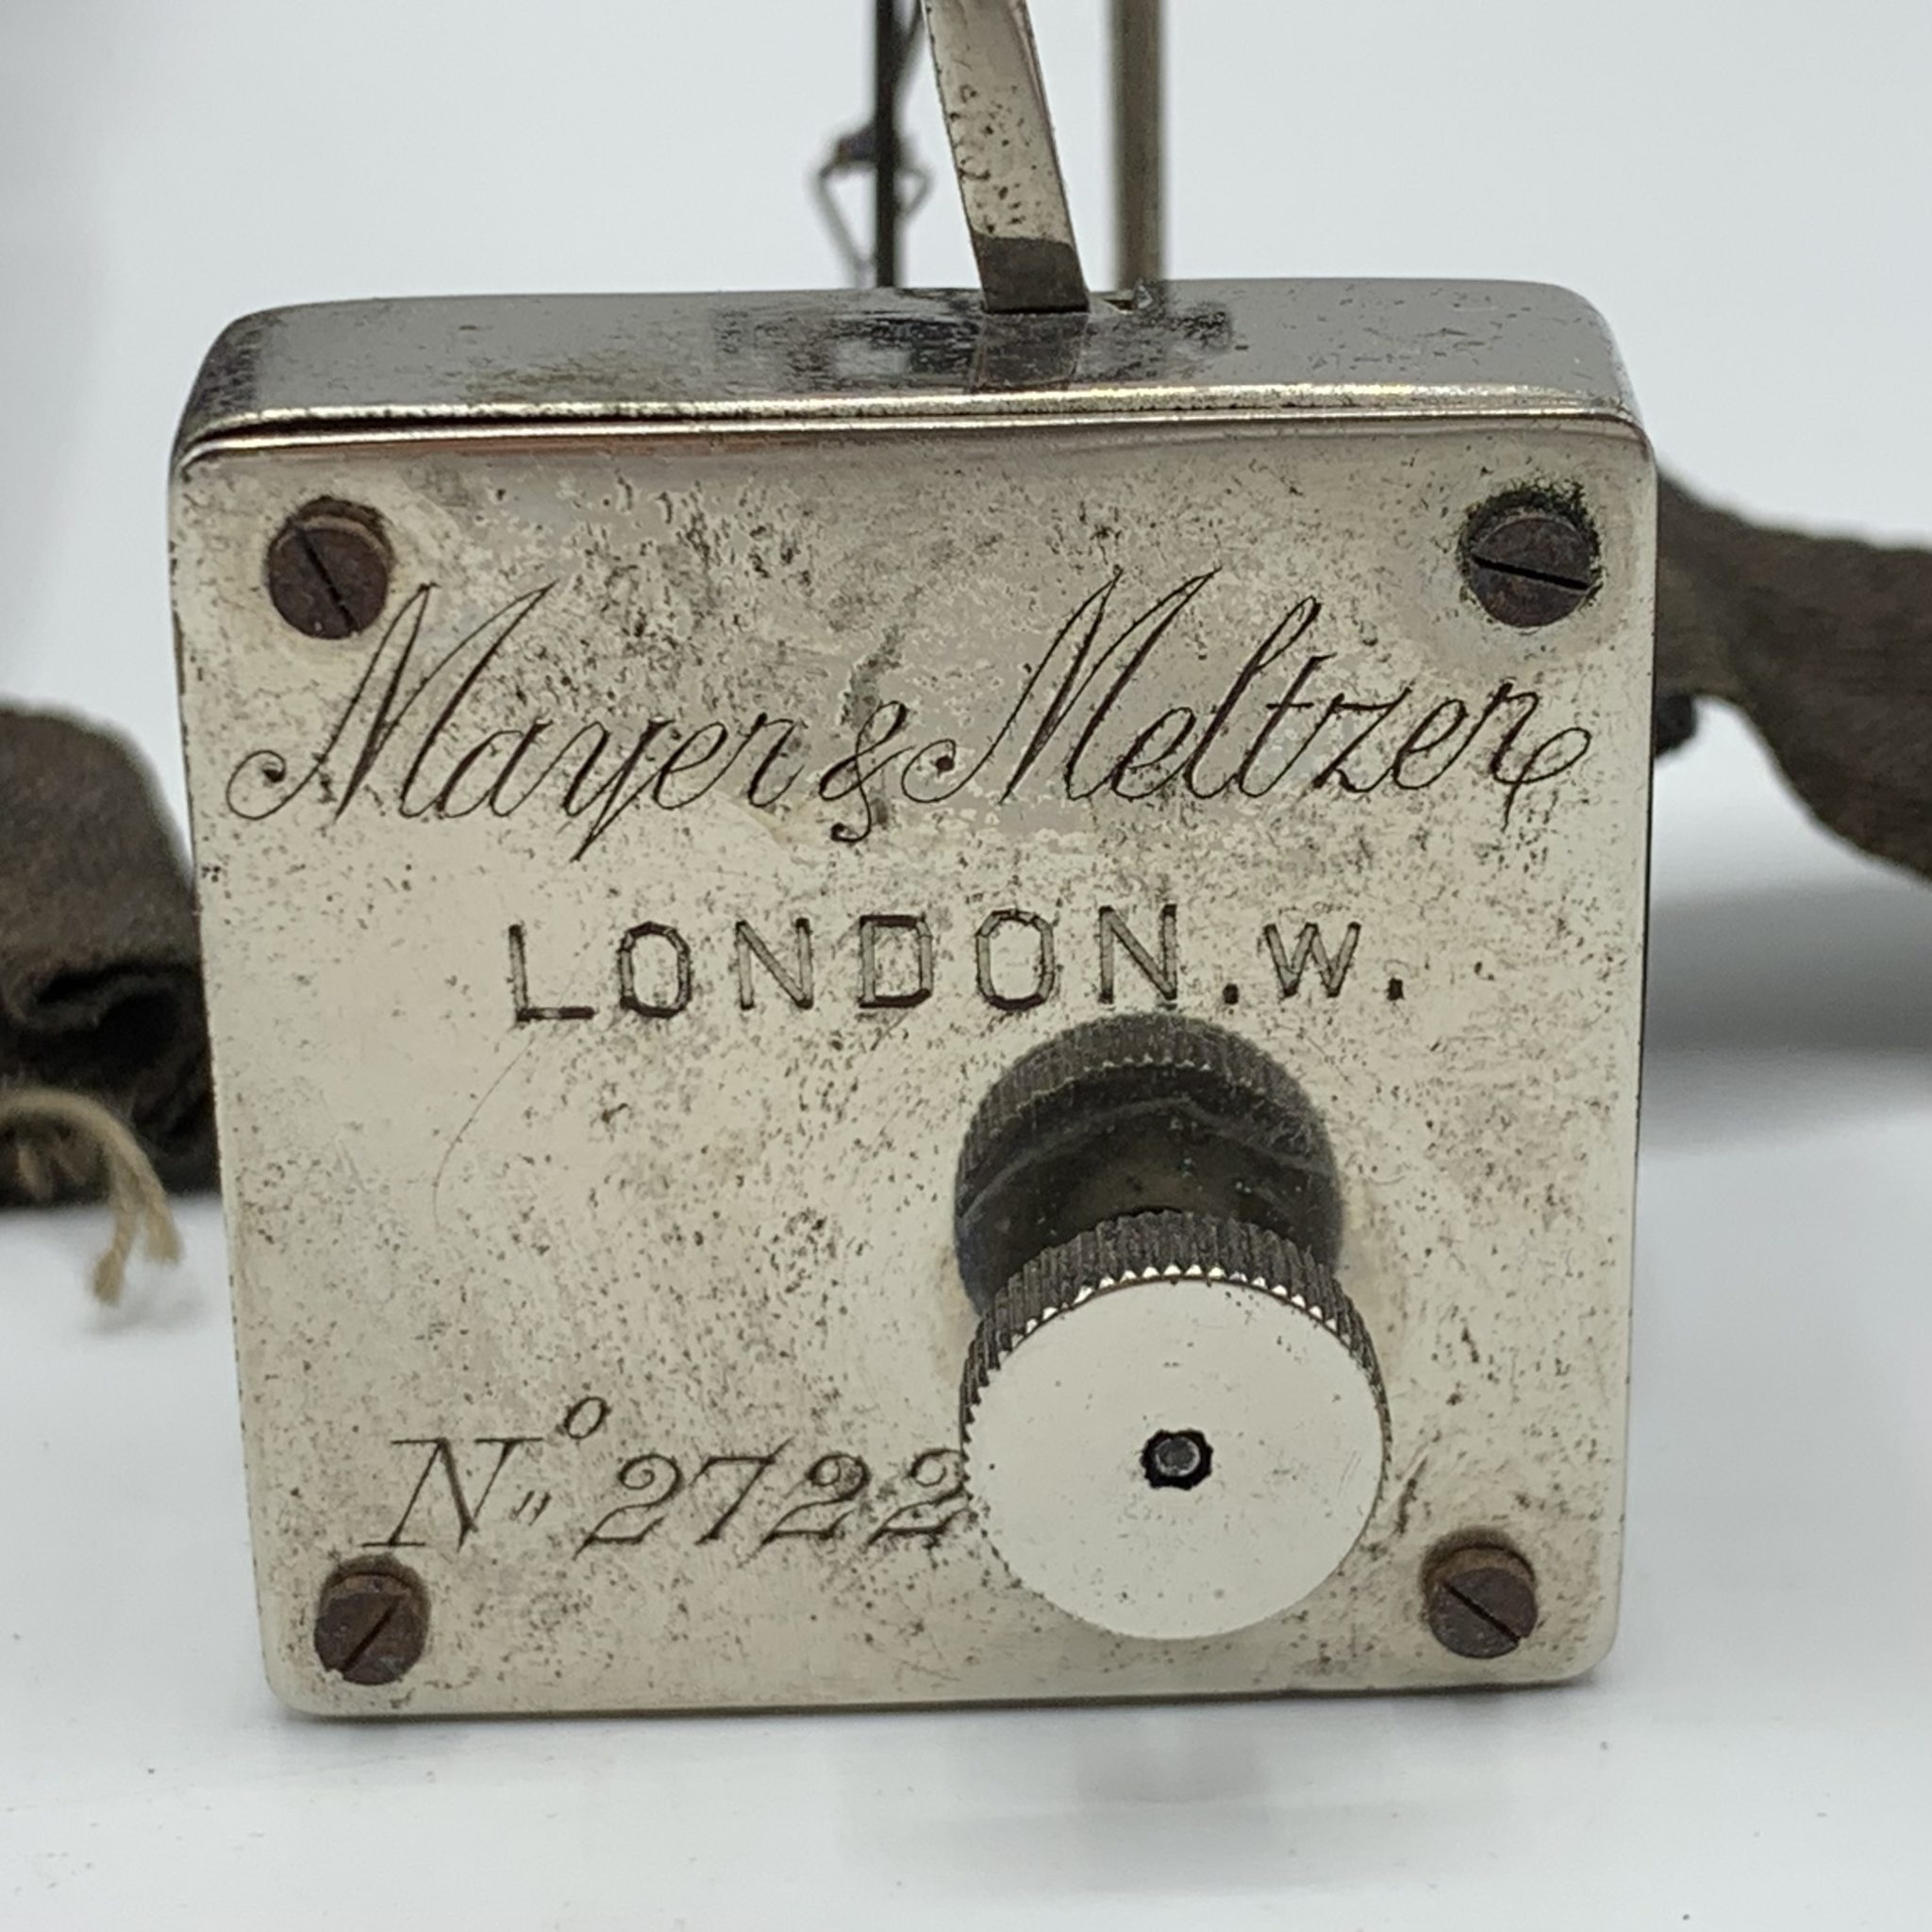 Mayer & Meltzer
LONDON.W.
Nº 2722